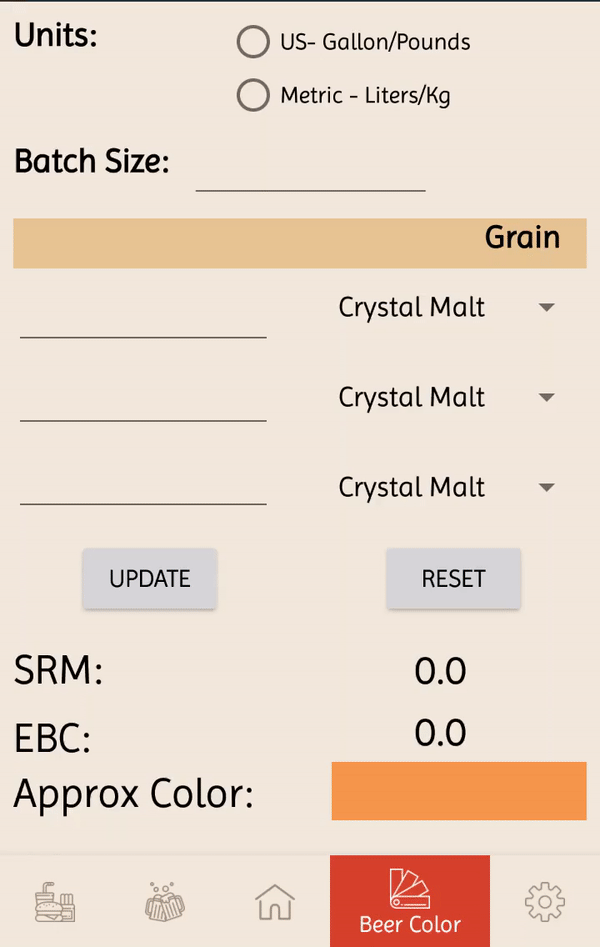 Units:
US- Gallon/Pounds
Metric - Liters/Kg
Batch Size:
Grain
Crystal Malt
Crystal Malt
Crystal Malt
UPDATE RESET
SRM: 0.0
EBC: 0.0
Approx Color:
Beer Color